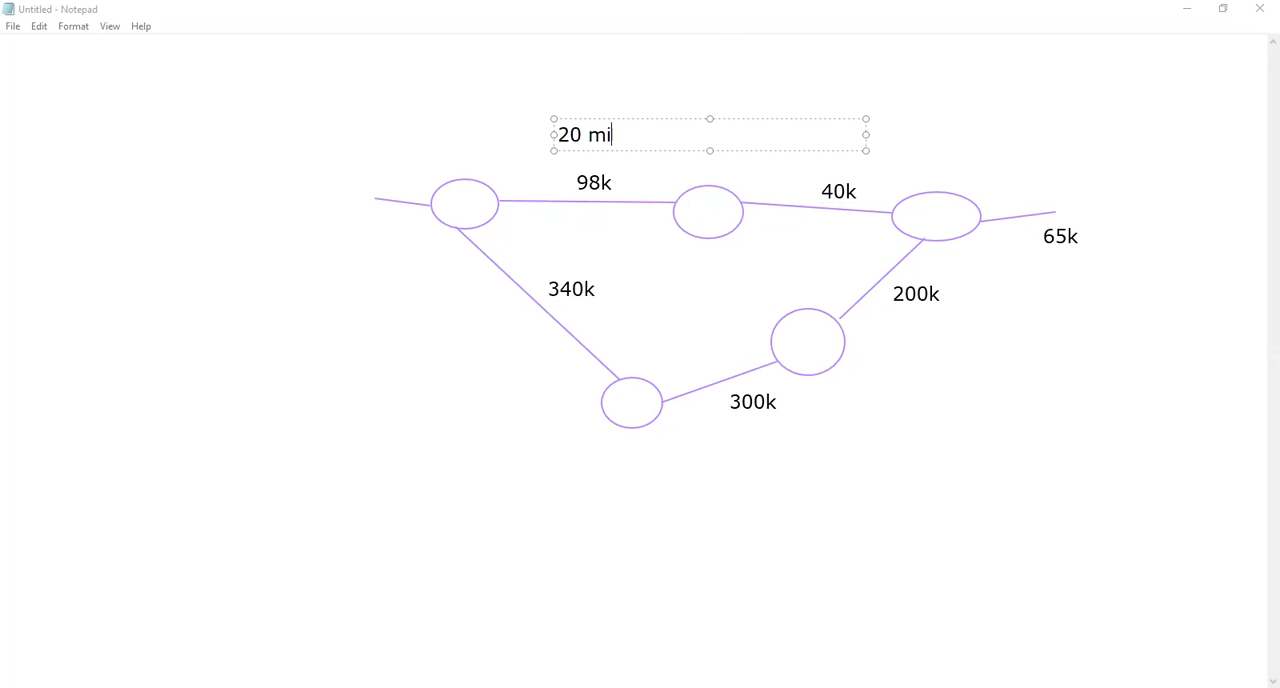 Untitled - Notepad
File Edit Format View Help
20 mi
98k
40k
65k
340k
200k
300k